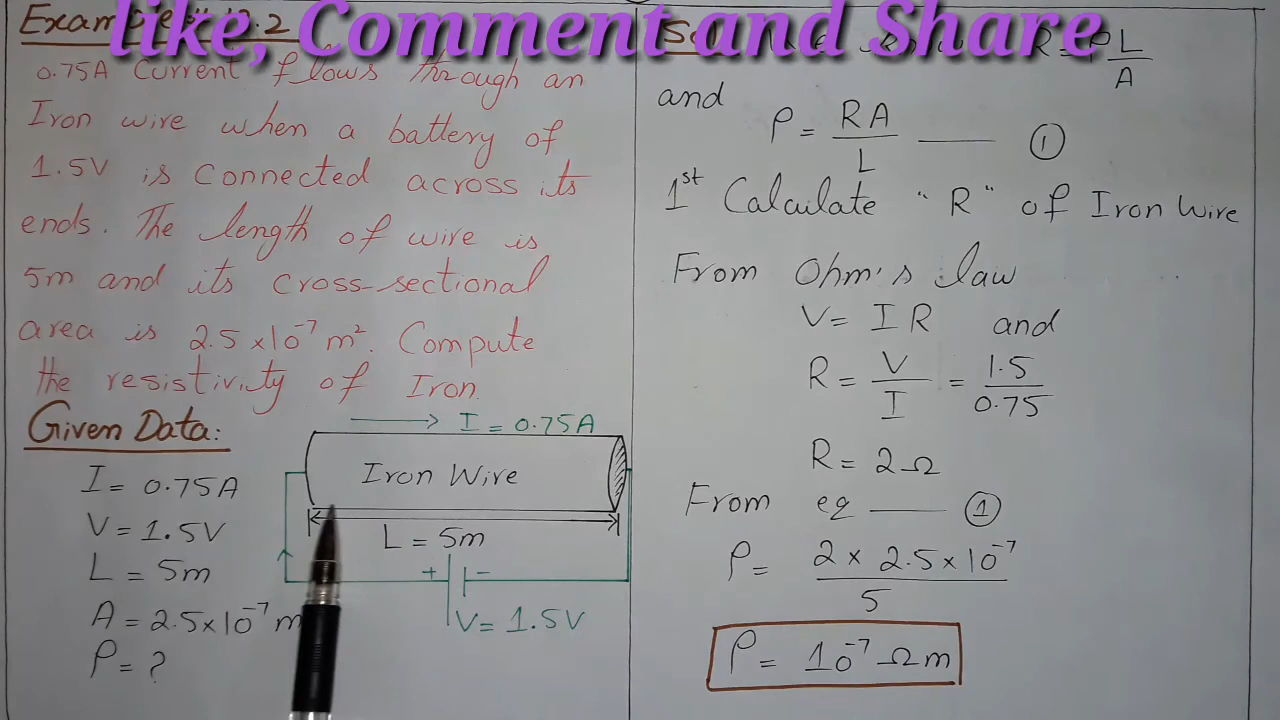 like, Comment and Share
0.75A Current flows through an
Iron wire when a battery of
1.5V is connected across its
ends. The length of wire is
5m and its cross-sectional
area is 2.5×10⁻⁷ m². Compute
the resistivity of Iron.
Given Data:
I = 0.75A
V = 1.5V
L = 5m
A = 2.5×10⁻⁷ m
ρ = ?
I = 0.75A
Iron Wire
L = 5m
+ -
V = 1.5V
R = ρL/A
and
ρ = RA/L —— ①
1st Calculate "R" of Iron Wire
From Ohm's law
V = IR and
R = V/I = 1.5/0.75
R = 2Ω
From eq —— ①
ρ = 2 × 2.5×10⁻⁷/5
ρ = 10⁻⁷ Ωm